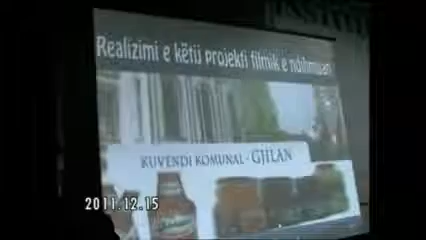 Realizimi e këtij projekti filmik e ndihmuan
KUVENDI KOMUNAL - GJILAN
2011.12.15